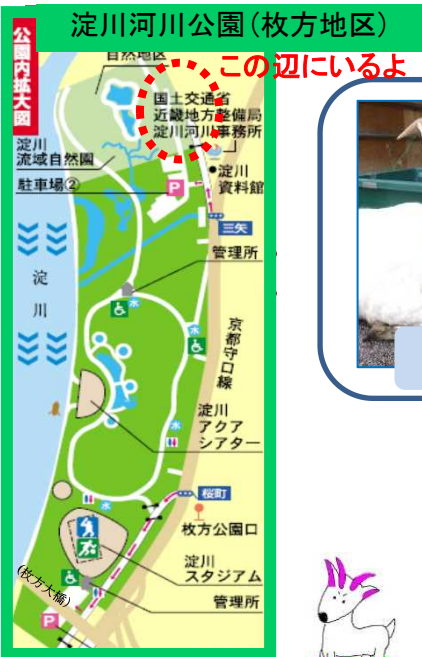 淀川河川公園(枚方地区)
公園内拡大図
自然地区
この辺にいるよ
国土交通省
近畿地方整備局
淀川河川事務所
淀川
流域自然園
淀川
資料館
駐車場②
P
三矢
管理所
淀川
水
京都守口線
水
淀川
アクア
シアター
水
桜町
枚方公園口
水
淀川
スタジアム
(枚方大橋)
管理所
P